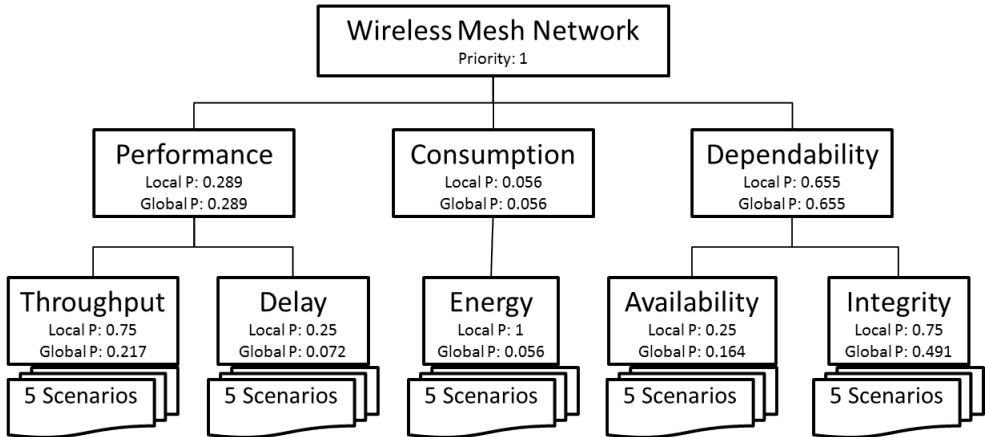 Wireless Mesh Network
Priority: 1
Performance
Local P: 0.289
Global P: 0.289
Consumption
Local P: 0.056
Global P: 0.056
Dependability
Local P: 0.655
Global P: 0.655
Throughput
Local P: 0.75
Global P: 0.217
Delay
Local P: 0.25
Global P: 0.072
Energy
Local P: 1
Global P: 0.056
Availability
Local P: 0.25
Global P: 0.164
Integrity
Local P: 0.75
Global P: 0.491
5 Scenarios
5 Scenarios
5 Scenarios
5 Scenarios
5 Scenarios